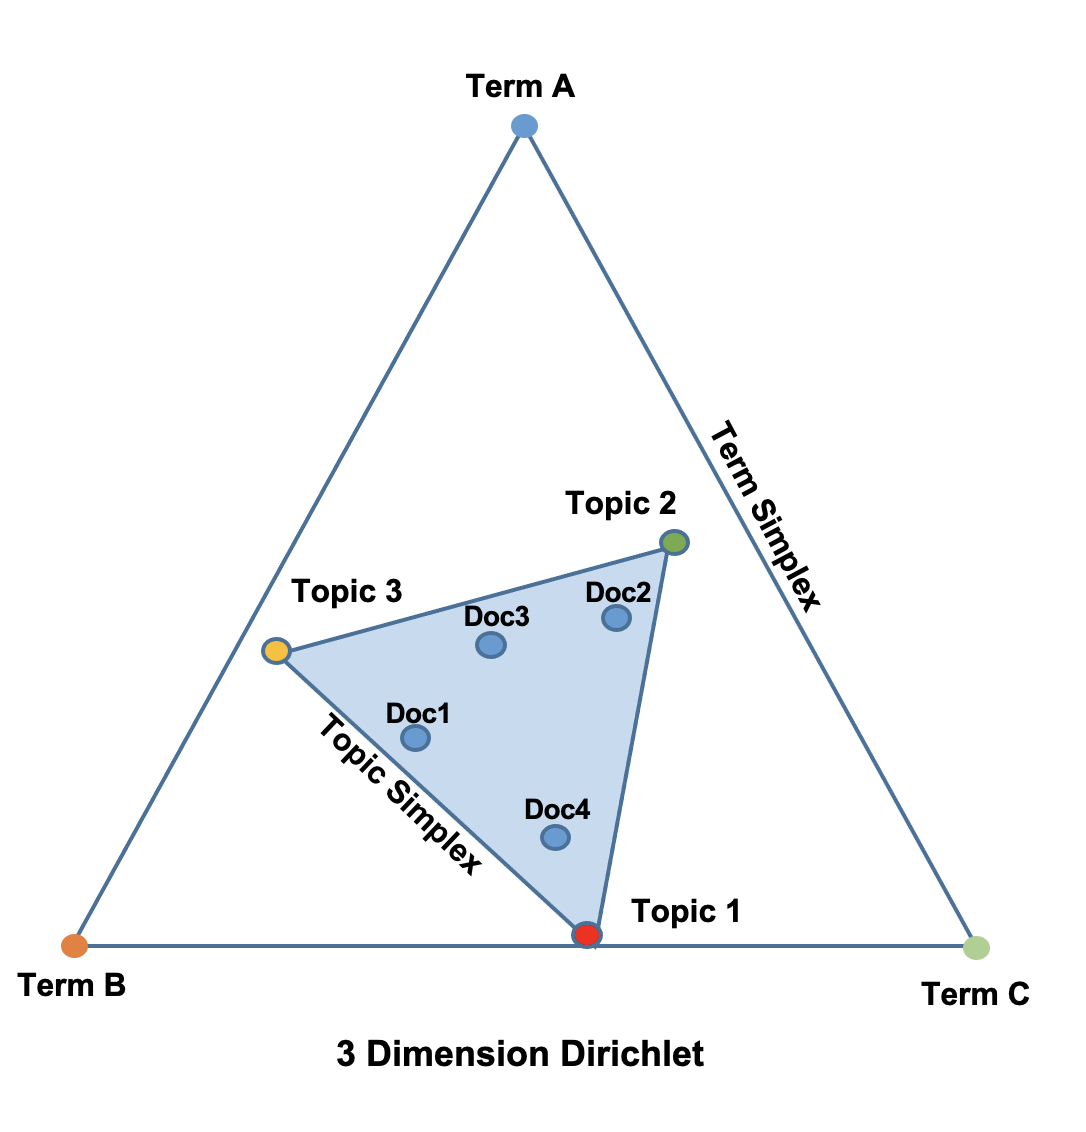 Term A
Term Simplex
Topic 2
Topic 3
Doc2
Doc3
Doc1
Topic Simplex
Doc4
Topic 1
Term B
Term C
3 Dimension Dirichlet